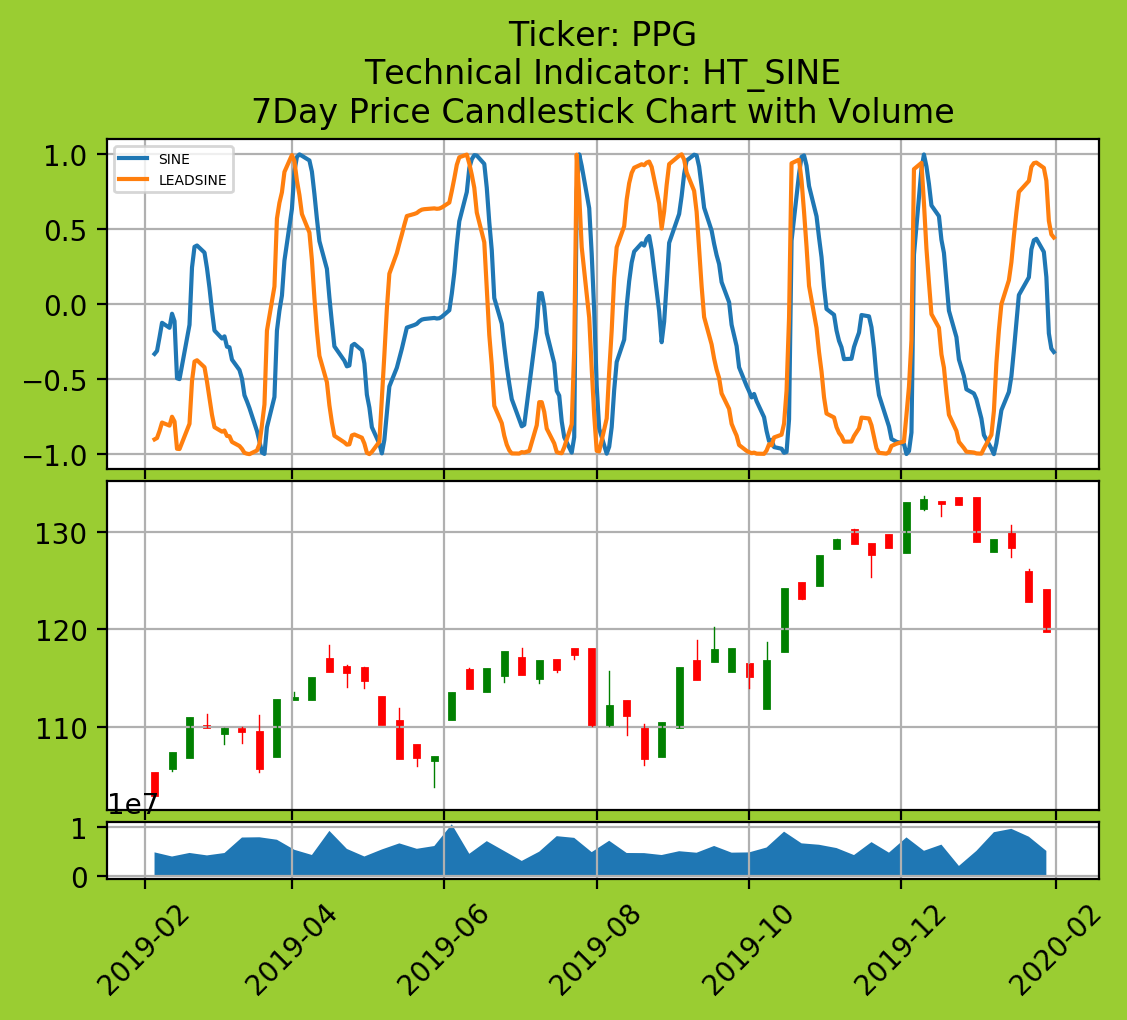 Ticker: PPG
Technical Indicator: HT_SINE
7Day Price Candlestick Chart with Volume
1.0
0.5
0.0
−0.5
−1.0
SINE
LEADSINE
130
120
110
1e7
1
0
2019-02
2019-04
2019-06
2019-08
2019-10
2019-12
2020-02